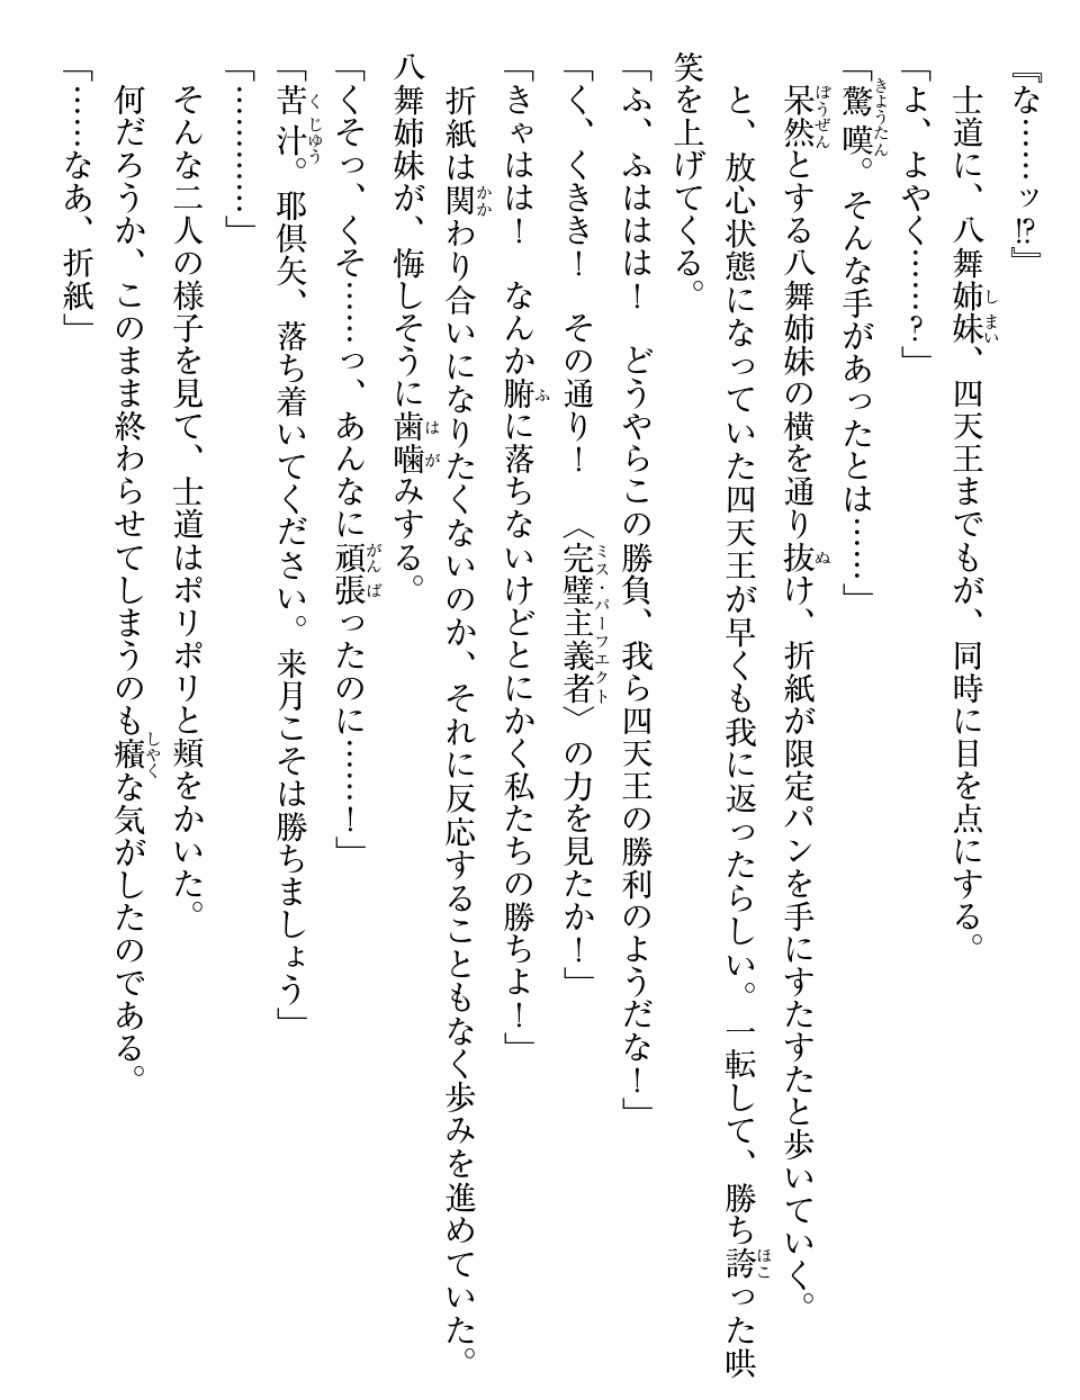 『な……ッ!?』
士道に、八舞姉妹、四天王までもが、同時に目を点にする。
「よ、よやく……?」
「驚嘆。そんな手があったとは……」
呆然とする八舞姉妹の横を通り抜け、折紙が限定パンを手にすたすたと歩いていく。
と、放心状態になっていた四天王が早くも我に返ったらしい。一転して、勝ち誇った哄
笑を上げてくる。
「ふ、ふははは！　どうやらこの勝負、我ら四天王の勝利のようだな！」
「く、くきき！　その通り！　〈完璧主義者〉の力を見たか！」
「きゃはは！　なんか腑に落ちないけどとにかく私たちの勝ちよ！」
折紙は関わり合いになりたくないのか、それに反応することもなく歩みを進めていた。
八舞姉妹が、悔しそうに歯噛みする。
「くそっ、くそ……っ、あんなに頑張ったのに……！」
「苦汁。耶倶矢、落ち着いてください。来月こそは勝ちましょう」
「…………」
そんな二人の様子を見て、士道はポリポリと頬をかいた。
何だろうか、このまま終わらせてしまうのも癪な気がしたのである。
「……なあ、折紙」